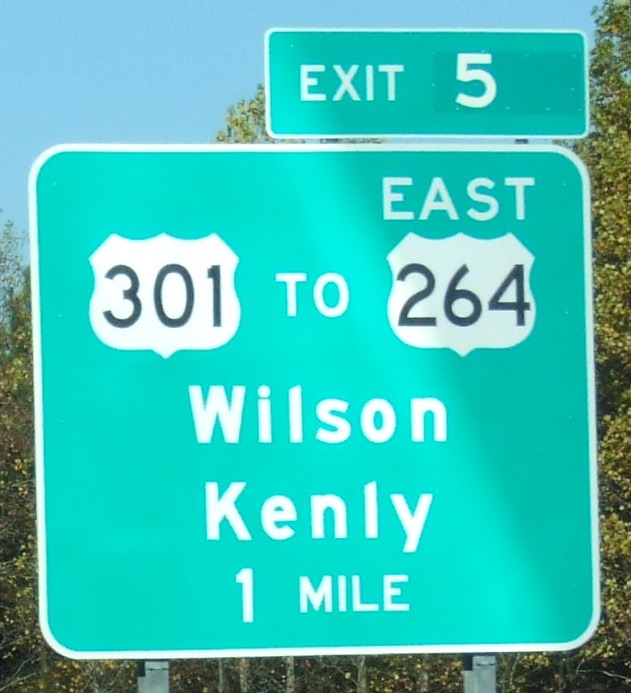 EXIT 5
EAST
301 TO 264
Wilson
Kenly
1 MILE